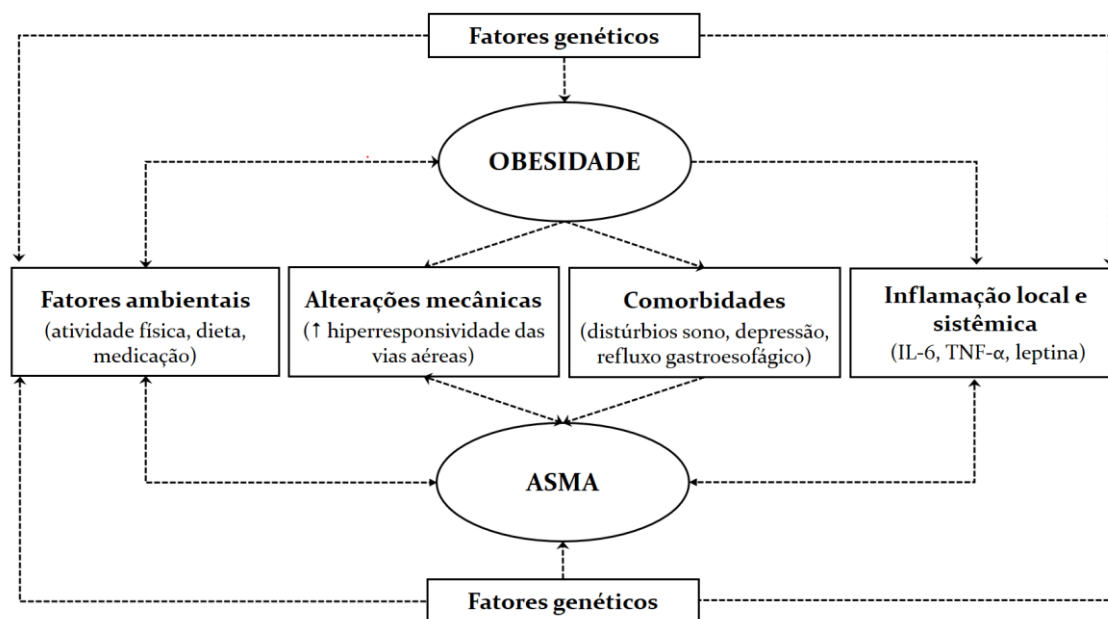 Fatores genéticos
OBESIDADE
Fatores ambientais
(atividade física, dieta,
medicação)
Alterações mecânicas
(↑ hiperresponsividade das
vias aéreas)
Comorbidades
(distúrbios sono, depressão,
refluxo gastroesofágico)
Inflamação local e
sistêmica
(IL-6, TNF-α, leptina)
ASMA
Fatores genéticos